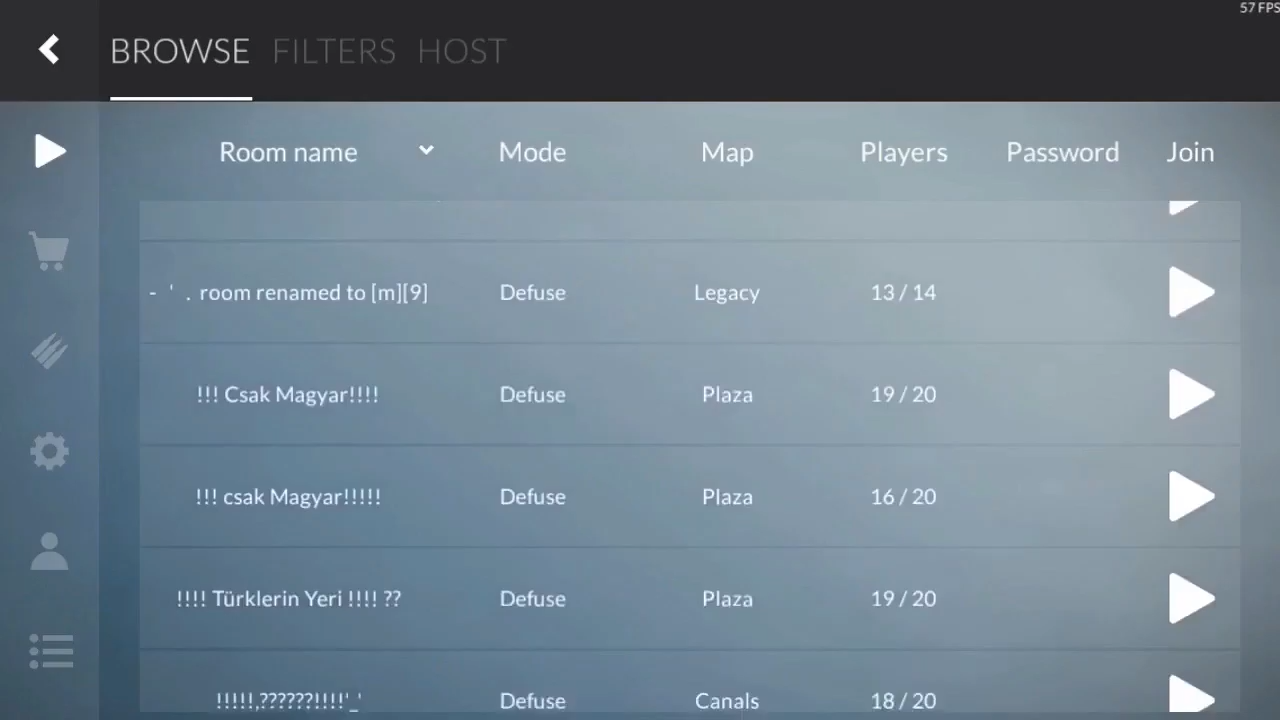 57 FPS
BROWSE FILTERS HOST
Room name Mode Map Players Password Join
- ' . room renamed to [m][9] Defuse Legacy 13 / 14
!!! Csak Magyar!!!! Defuse Plaza 19 / 20
!!! csak Magyar!!!!! Defuse Plaza 16 / 20
!!!! Türklerin Yeri !!!! ?? Defuse Plaza 19 / 20
!!!!!,??????!!!!'_' Defuse Canals 18 / 20